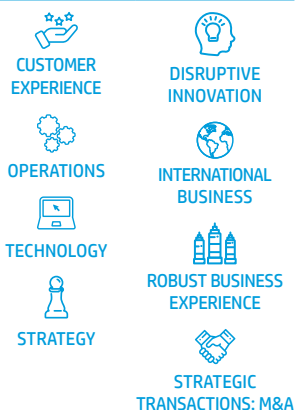 CUSTOMER
EXPERIENCE
OPERATIONS
TECHNOLOGY
STRATEGY
DISRUPTIVE
INNOVATION
INTERNATIONAL
BUSINESS
ROBUST BUSINESS
EXPERIENCE
STRATEGIC
TRANSACTIONS: M&A